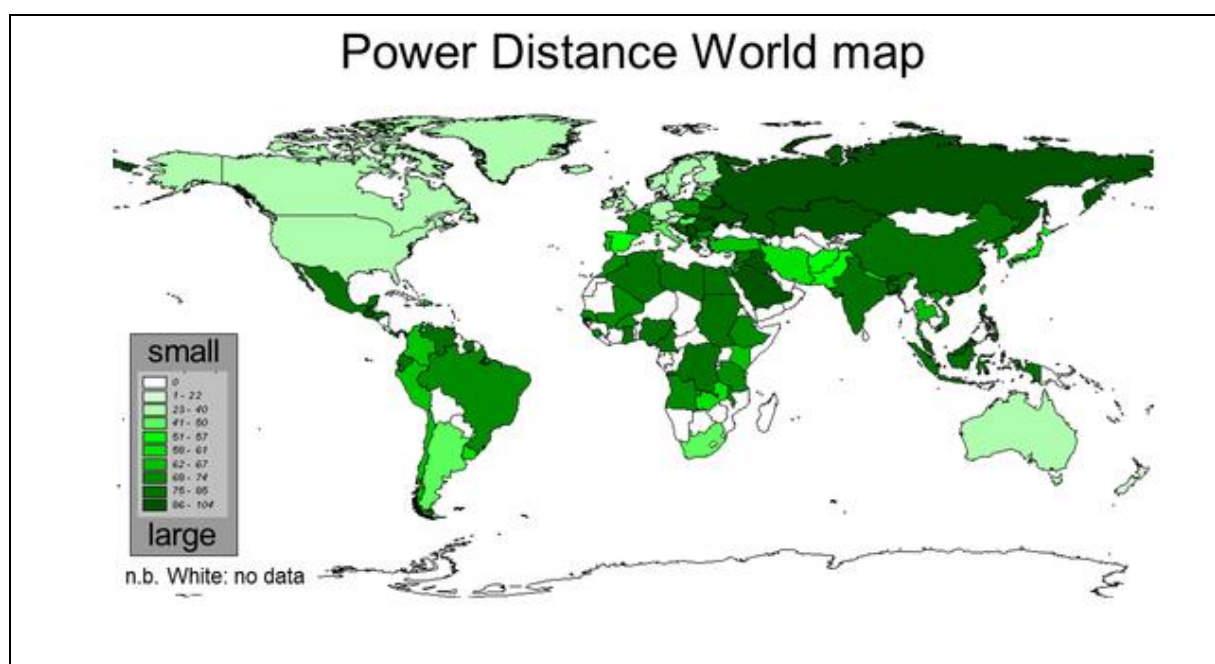 Power Distance World map
small
0
1 - 22
23 - 40
41 - 50
51 - 57
58 - 61
62 - 67
68 - 74
75 - 85
86 - 104
large
n.b. White: no data